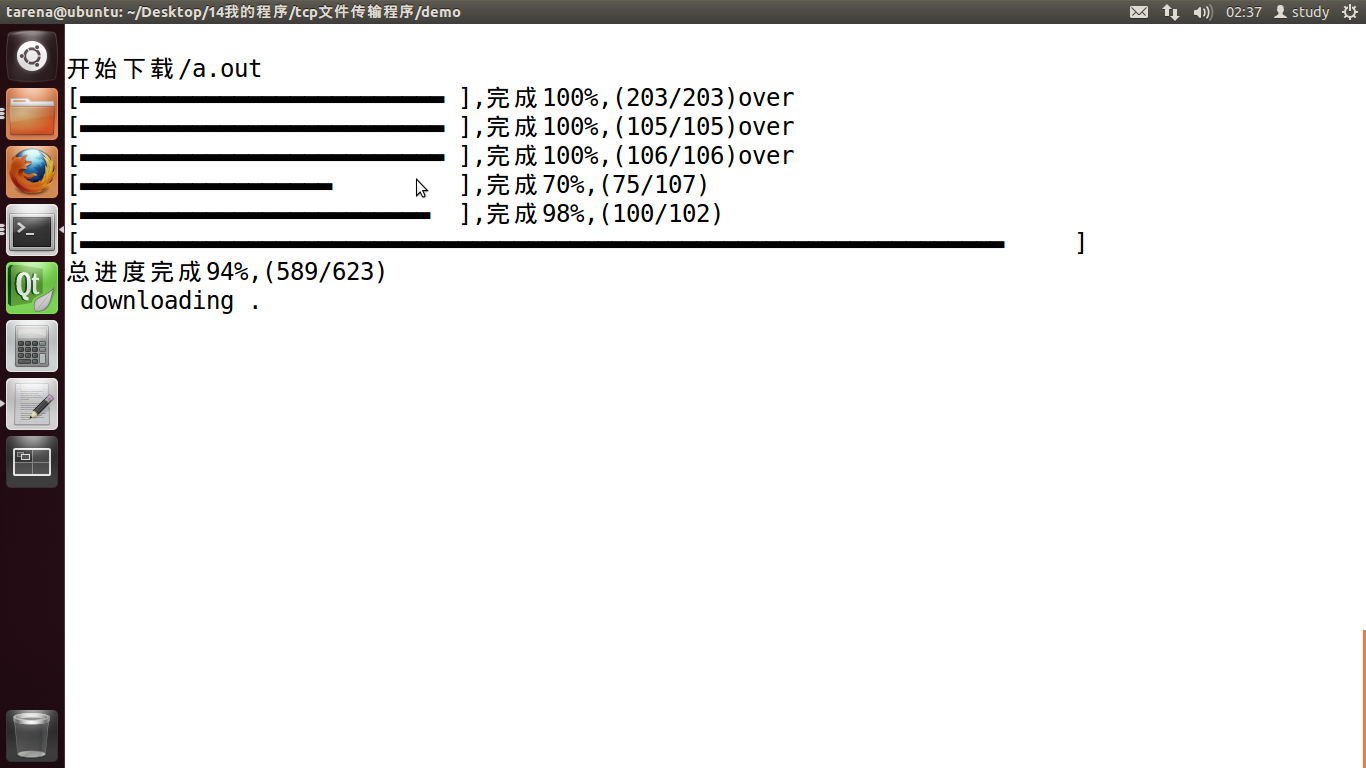 tarena@ubuntu: ~/Desktop/14我的程序/tcp文件传输程序/demo
02:37 study
开始下载/a.out
[▬▬▬▬▬▬▬▬▬▬▬▬▬▬▬▬▬▬▬▬▬▬▬▬▬▬ ],完成100%,(203/203)over
[▬▬▬▬▬▬▬▬▬▬▬▬▬▬▬▬▬▬▬▬▬▬▬▬▬▬ ],完成100%,(105/105)over
[▬▬▬▬▬▬▬▬▬▬▬▬▬▬▬▬▬▬▬▬▬▬▬▬▬▬ ],完成100%,(106/106)over
[▬▬▬▬▬▬▬▬▬▬▬▬▬▬▬▬▬▬ ],完成70%,(75/107)
[▬▬▬▬▬▬▬▬▬▬▬▬▬▬▬▬▬▬▬▬▬▬▬▬▬ ],完成98%,(100/102)
[▬▬▬▬▬▬▬▬▬▬▬▬▬▬▬▬▬▬▬▬▬▬▬▬▬▬▬▬▬▬▬▬▬▬▬▬▬▬▬▬▬▬▬▬▬▬▬▬▬▬▬▬▬▬▬▬▬▬▬▬▬▬▬▬▬▬ ]
总进度完成94%,(589/623)
downloading .
Qt